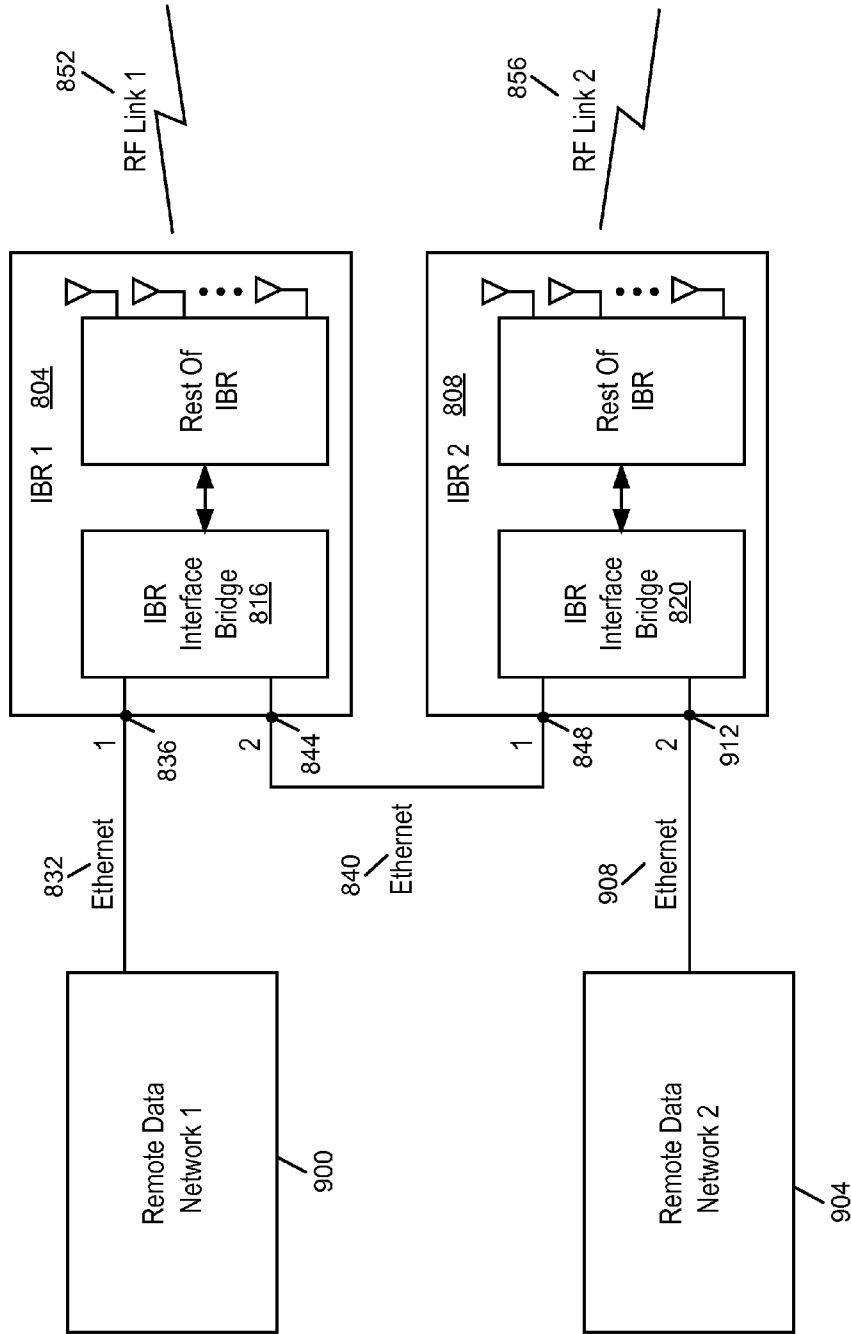 852
RF Link 1
856
RF Link 2
IBR 1
804
Rest Of
IBR
IBR
Interface
Bridge
816
IBR 2
808
Rest Of
IBR
IBR
Interface
Bridge
820
1
836
2
844
1
848
2
912
832
Ethernet
840
Ethernet
908
Ethernet
Remote Data
Network 1
900
Remote Data
Network 2
904